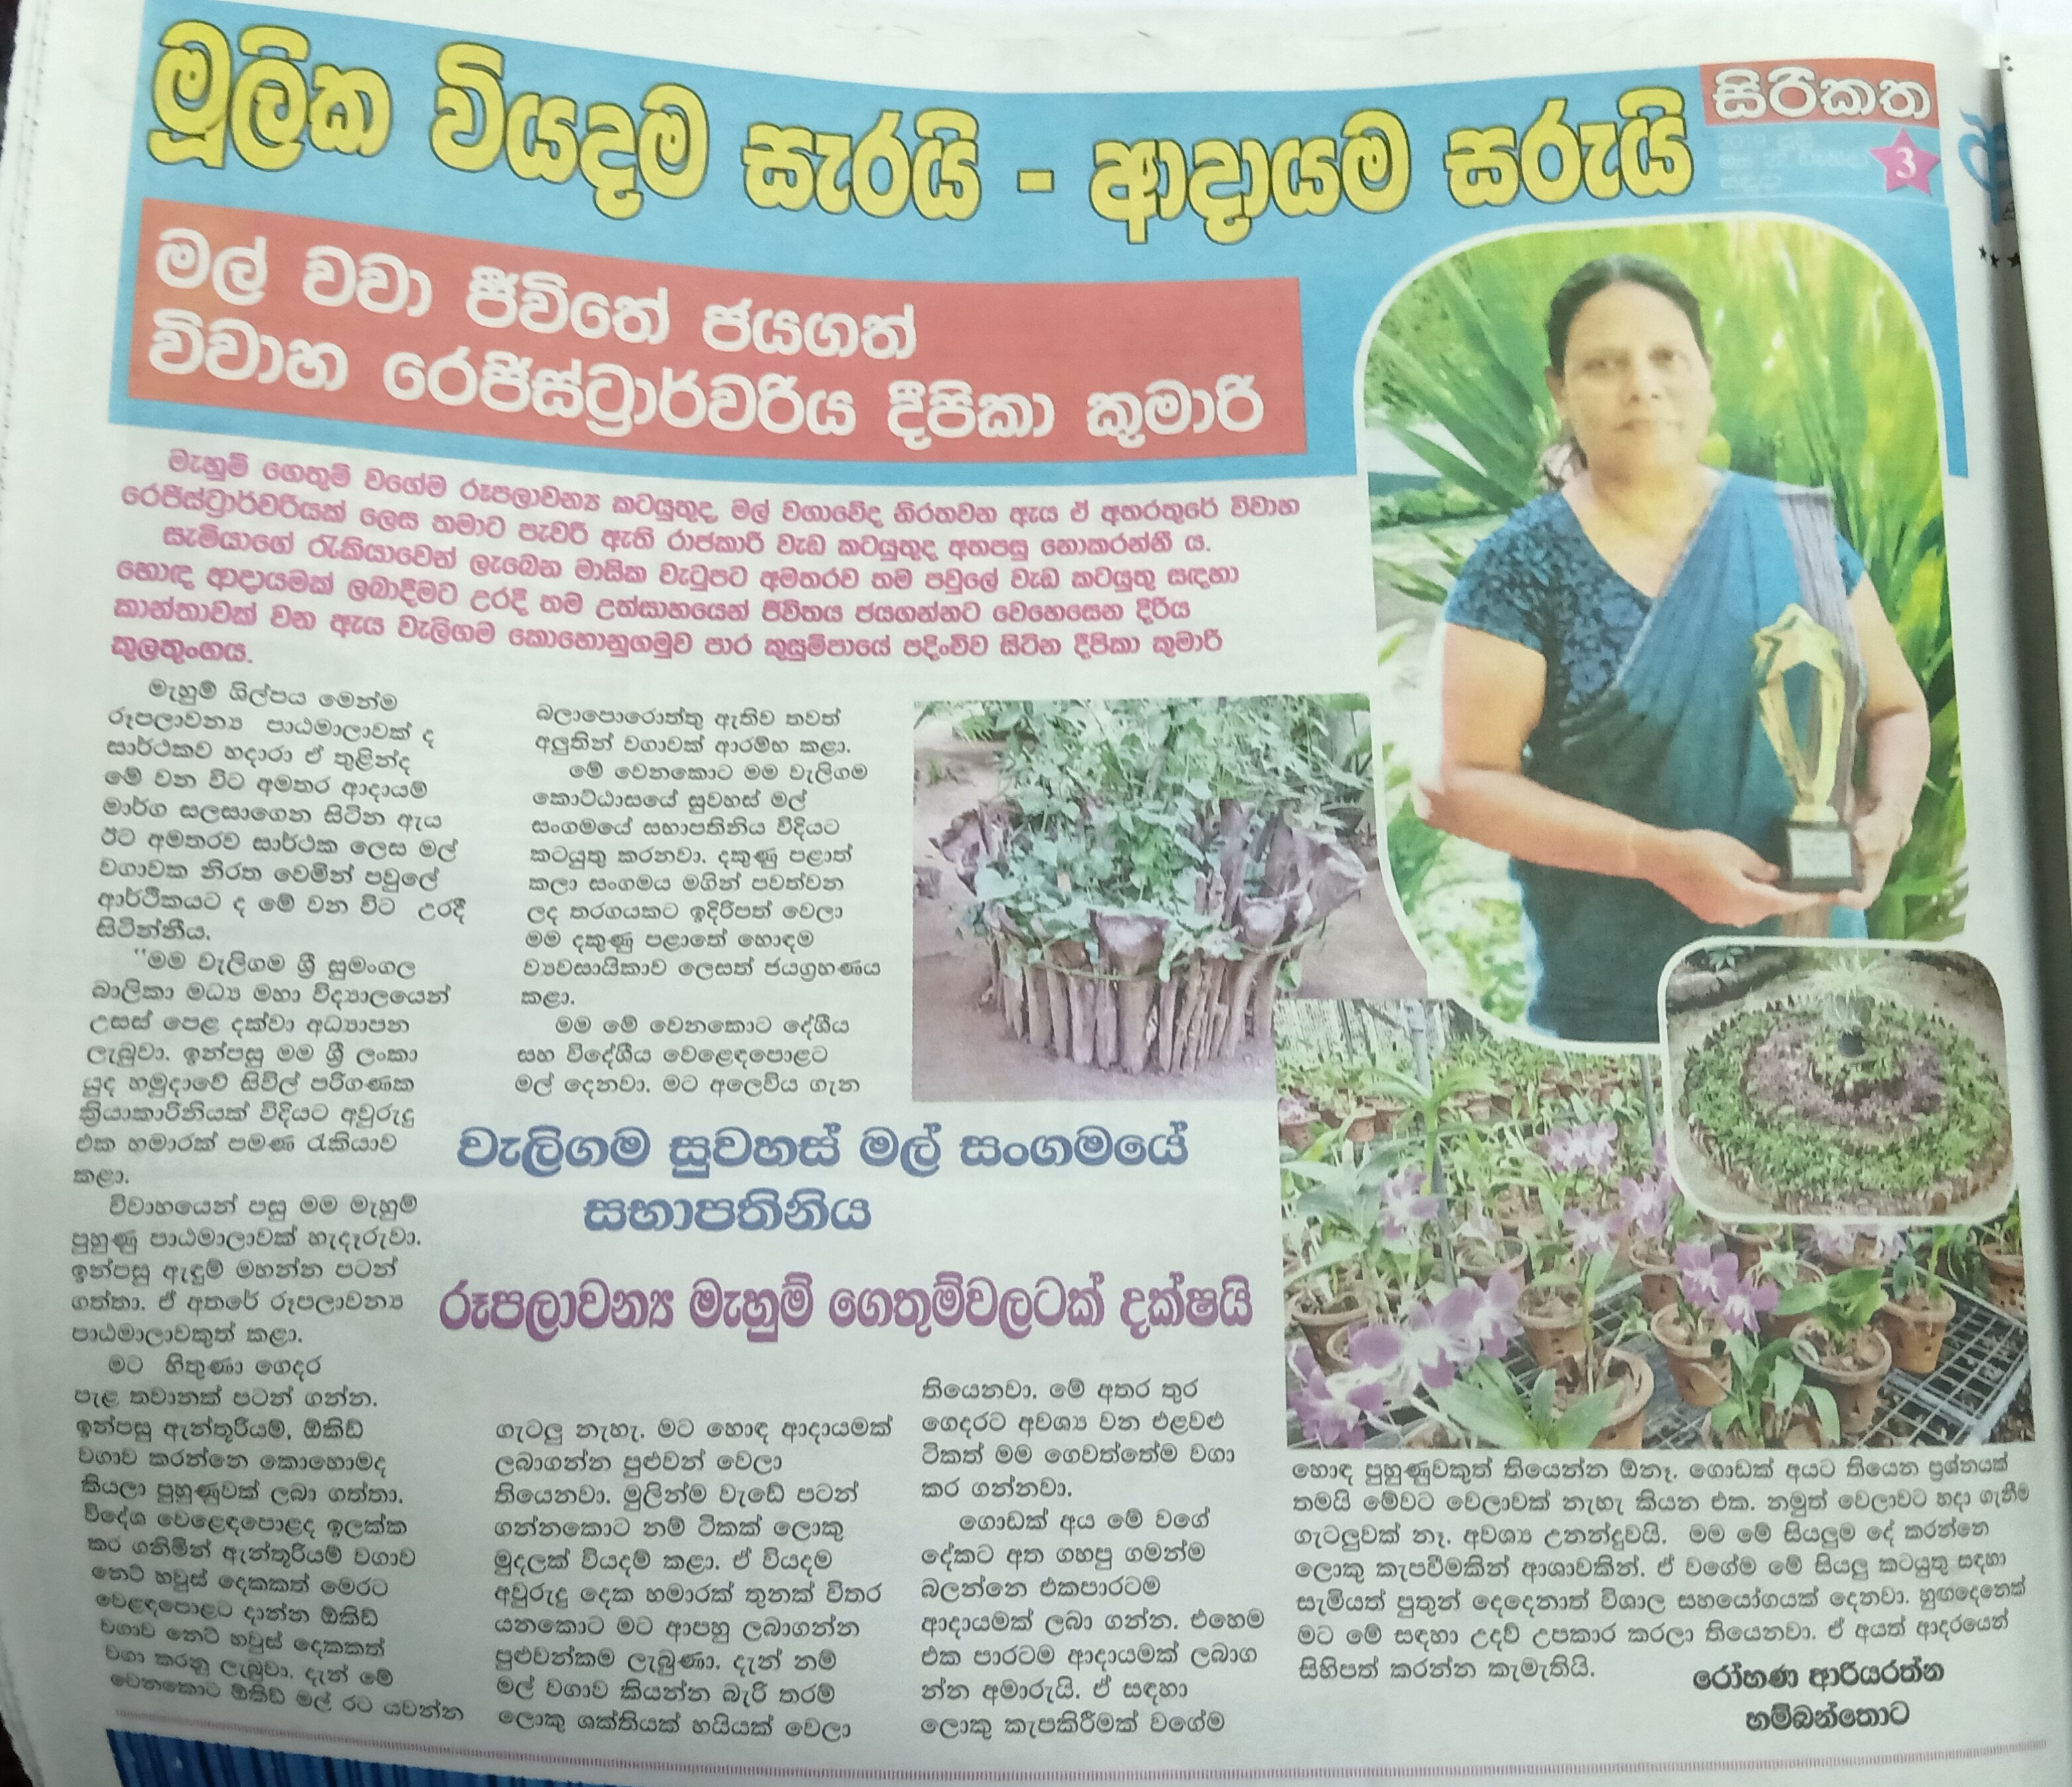 මූලික වියදම සැරයි - ආදායම සරුයි
සිරිකත
3
මල් වවා ජීවිතේ ජයගත්
විවාහ රෙජිස්ට්‍රාර්වරිය දීපිකා කුමාරි
මැහුම් ගෙතුම් වගේම රූපලාවන්‍ය කටයුතුද, මල් වගාවේද නිරතවන ඇය ඒ අතරතුරේ විවාහ
රෙජිස්ට්‍රාර්වරියක් ලෙස තමාට පැවරී ඇති රාජකාරී වැඩ කටයුතුද අතපසු නොකරන්නී ය.
සැමියාගේ රැකියාවෙන් ලැබෙන මාසික වැටුපට අමතරව තම පවුලේ වැඩ කටයුතු සඳහා
හොඳ ආදායමක් ලබාදීමට උරදී තම උත්සාහයෙන් ජීවිතය ජයගන්නට වෙහෙසෙන දිරිය
කාන්තාවක් වන ඇය වැලිගම කොහොනුගමුව පාර කුසුම්පායේ පදිංචිව සිටින දීපිකා කුමාරි
කුලතුංගය.
මැහුම් ශිල්පය මෙන්ම
රූපලාවන්‍ය පාඨමාලාවක් ද
සාර්ථකව හදාරා ඒ තුළින්ද
මේ වන විට අමතර ආදායම්
මාර්ග සලසාගෙන සිටින ඇය
ඊට අමතරව සාර්ථක ලෙස මල්
වගාවක නිරත වෙමින් පවුලේ
ආර්ථිකයට ද මේ වන විට උරදී
සිටින්නීය.
“මම වැලිගම ශ්‍රී සුමංගල
බාලිකා මධ්‍ය මහා විද්‍යාලයෙන්
උසස් පෙළ දක්වා අධ්‍යාපන
ලැබුවා. ඉන්පසු මම ශ්‍රී ලංකා
යුද හමුදාවේ සිවිල් පරිගණක
ක්‍රියාකාරිනියක් විදියට අවුරුදු
එක හමාරක් පමණ රැකියාව
කළා.
විවාහයෙන් පසු මම මැහුම්
පුහුණු පාඨමාලාවක් හැදෑරුවා.
ඉන්පසු ඇඳුම් මහන්න පටන්
ගත්තා. ඒ අතරේ රූපලාවන්‍ය
පාඨමාලාවකුත් කළා.
මට හිතුණා ගෙදර
පැළ තවානක් පටන් ගන්න.
ඉන්පසු ඇන්තූරියම්, ඕකිඩ්
වගාව කරන්නෙ කොහොමද
කියලා පුහුණුවක් ලබා ගත්තා.
විදේශ වෙළෙඳපොළද ඉලක්ක
කර ගනිමින් ඇන්තූරියම් වගාව
නෙට් හවුස් දෙකකත් මෙරට
වෙළඳපොළට දාන්න ඕකිඩ්
වගාව නෙට් හවුස් දෙකකත්
වගා කරනු ලැබුවා. දැන් මේ
වෙනකොට ඕකිඩ් මල් රට යවන්න
බලාපොරොත්තු ඇතිව තවත්
අලුතින් වගාවක් ආරම්භ කළා.
මේ වෙනකොට මම වැලිගම
කොට්ඨාසයේ සුවහස් මල්
සංගමයේ සභාපතිනිය විදියට
කටයුතු කරනවා. දකුණු පළාත්
කලා සංගමය මගින් පවත්වන
ලද තරගයකට ඉදිරිපත් වෙලා
මම දකුණු පළාතේ හොඳම
ව්‍යවසායිකාව ලෙසත් ජයග්‍රහණය
කළා.
මම මේ වෙනකොට දේශීය
සහ විදේශීය වෙළෙඳපොළට
මල් දෙනවා. මට අලෙවිය ගැන
වැලිගම සුවහස් මල් සංගමයේ
සභාපතිනිය
රූපලාවන්‍ය මැහුම් ගෙතුම්වලටක් දක්ෂයි
ගැටලු නැහැ. මට හොඳ ආදායමක්
ලබාගන්න පුළුවන් වෙලා
තියෙනවා. මුලින්ම වැඩේ පටන්
ගන්නකොට නම් ටිකක් ලොකු
මුදලක් වියදම් කළා. ඒ වියදම
අවුරුදු දෙක හමාරක් තුනක් විතර
යනකොට මට ආපහු ලබාගන්න
පුළුවන්කම ලැබුණා. දැන් නම්
මල් වගාව කියන්න බැරි තරම්
ලොකු ශක්තියක් හයියක් වෙලා
තියෙනවා. මේ අතර තුර
ගෙදරට අවශ්‍ය වන එළවළු
ටිකත් මම ගෙවත්තේම වගා
කර ගන්නවා.
ගොඩක් අය මේ වගේ
දේකට අත ගහපු ගමන්ම
බලන්නෙ එකපාරටම
ආදායමක් ලබා ගන්න. එහෙම
එක පාරටම ආදායමක් ලබාග
න්න අමාරුයි. ඒ සඳහා
ලොකු කැපකිරීමක් වගේම
හොඳ පුහුණුවකුත් තියෙන්න ඕනෑ. ගොඩක් අයට තියෙන ප්‍රශ්නයක්
තමයි මේවට වෙලාවක් නැහැ කියන එක. නමුත් වෙලාවට හදා ගැනීම
ගැටලුවක් නෑ. අවශ්‍ය උනන්දුවයි. මම මේ සියලුම දේ කරන්නෙ
ලොකු කැපවීමකින් ආශාවකින්. ඒ වගේම මේ සියලු කටයුතු සඳහා
සැමියත් පුතුන් දෙදෙනාත් විශාල සහයෝගයක් දෙනවා. හුඟදෙනෙක්
මට මේ සඳහා උදව් උපකාර කරලා තියෙනවා. ඒ අයත් ආදරයෙන්
සිහිපත් කරන්න කැමැතියි.
රෝහණ ආරියරත්න
හම්බන්තොට